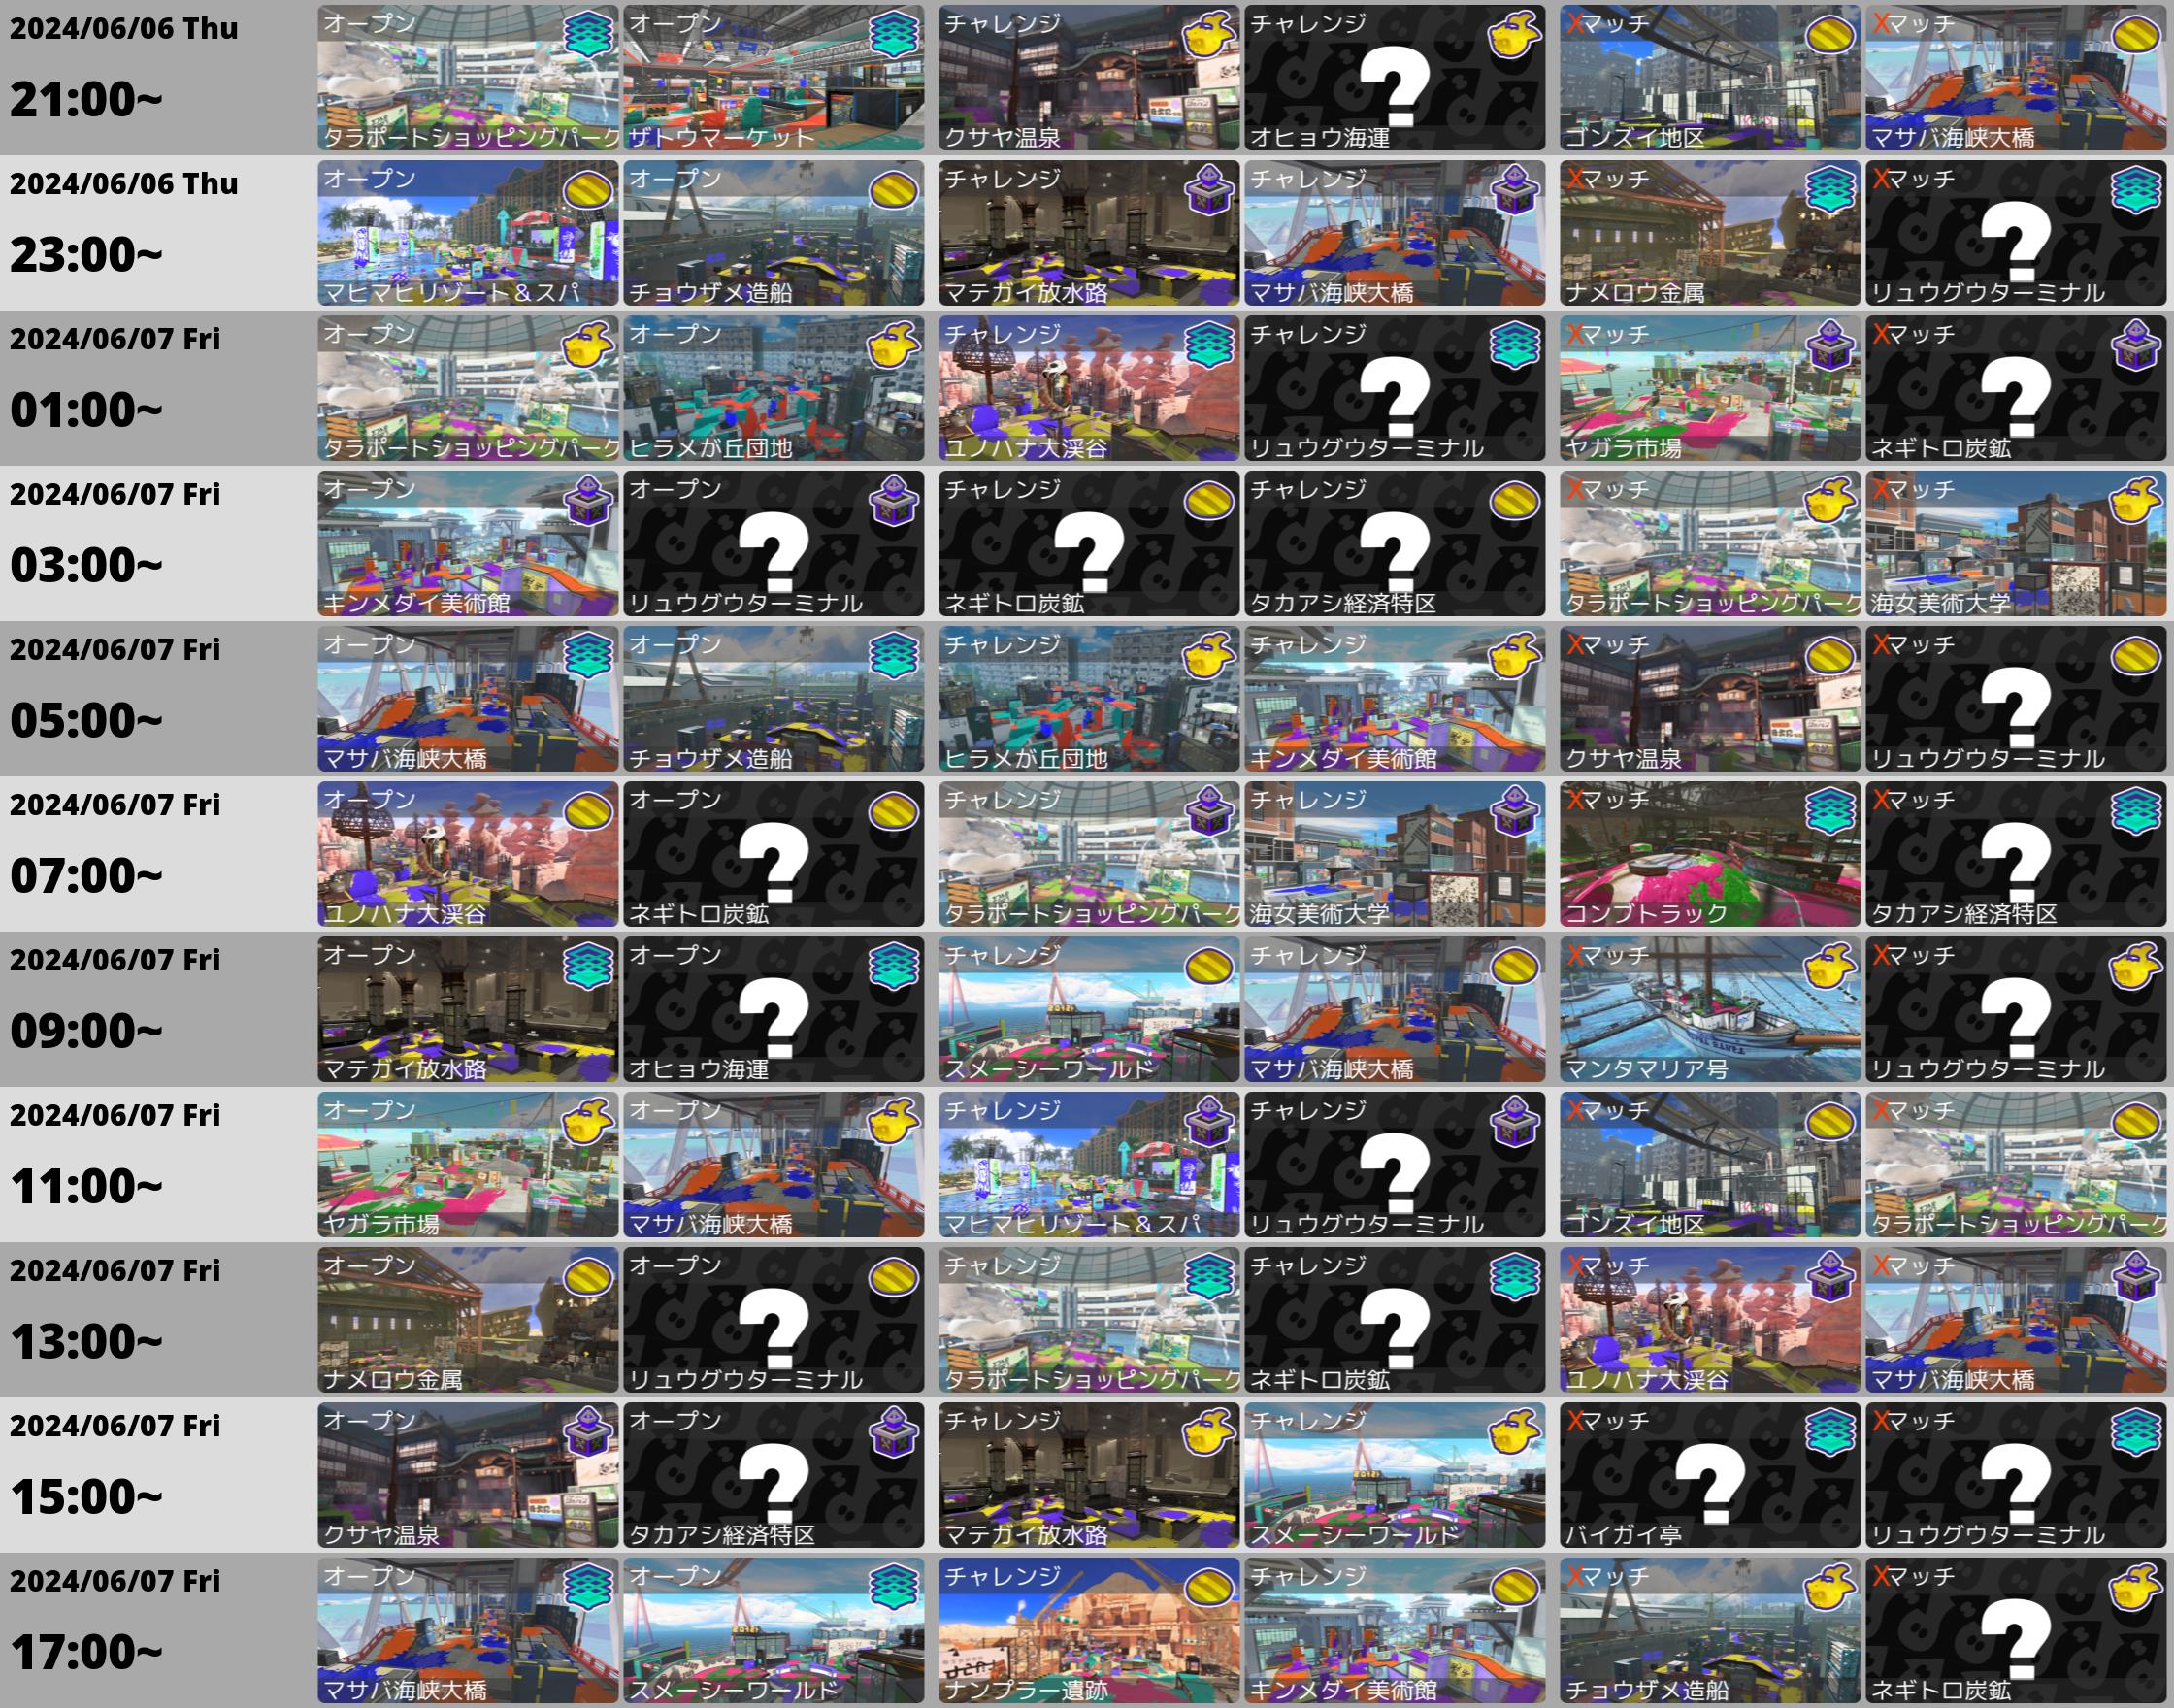 2024/06/06 Thu
21:00~
オープン
タラポートショッピングパーク
オープン
ザトウマーケット
チャレンジ
クサヤ温泉
チャレンジ
?
オヒョウ海運
Xマッチ
ゴンズイ地区
Xマッチ
マサバ海峡大橋
2024/06/06 Thu
23:00~
オープン
マヒマヒリゾート&スパ
オープン
チョウザメ造船
チャレンジ
マテガイ放水路
チャレンジ
マサバ海峡大橋
Xマッチ
ナメロウ金属
Xマッチ
?
リュウグウターミナル
2024/06/07 Fri
01:00~
オープン
タラポートショッピングパーク
オープン
ヒラメが丘団地
チャレンジ
ユノハナ大渓谷
チャレンジ
?
リュウグウターミナル
Xマッチ
ヤガラ市場
Xマッチ
?
ネギトロ炭鉱
2024/06/07 Fri
03:00~
オープン
キンメダイ美術館
オープン
?
リュウグウターミナル
チャレンジ
?
ネギトロ炭鉱
チャレンジ
?
タカアシ経済特区
Xマッチ
タラポートショッピングパーク
Xマッチ
海女美術大学
2024/06/07 Fri
05:00~
オープン
マサバ海峡大橋
オープン
チョウザメ造船
チャレンジ
ヒラメが丘団地
チャレンジ
キンメダイ美術館
Xマッチ
クサヤ温泉
Xマッチ
?
リュウグウターミナル
2024/06/07 Fri
07:00~
オープン
ユノハナ大渓谷
オープン
?
ネギトロ炭鉱
チャレンジ
タラポートショッピングパーク
チャレンジ
海女美術大学
Xマッチ
コンブトラック
Xマッチ
?
タカアシ経済特区
2024/06/07 Fri
09:00~
オープン
マテガイ放水路
オープン
?
オヒョウ海運
チャレンジ
スメーシーワールド
チャレンジ
マサバ海峡大橋
Xマッチ
マンタマリア号
Xマッチ
?
リュウグウターミナル
2024/06/07 Fri
11:00~
オープン
ヤガラ市場
オープン
マサバ海峡大橋
チャレンジ
マヒマヒリゾート&スパ
チャレンジ
?
リュウグウターミナル
Xマッチ
ゴンズイ地区
Xマッチ
タラポートショッピングパーク
2024/06/07 Fri
13:00~
オープン
ナメロウ金属
オープン
?
リュウグウターミナル
チャレンジ
タラポートショッピングパーク
チャレンジ
?
ネギトロ炭鉱
Xマッチ
ユノハナ大渓谷
Xマッチ
マサバ海峡大橋
2024/06/07 Fri
15:00~
オープン
クサヤ温泉
オープン
?
タカアシ経済特区
チャレンジ
マテガイ放水路
チャレンジ
スメーシーワールド
Xマッチ
?
バイガイ亭
Xマッチ
?
リュウグウターミナル
2024/06/07 Fri
17:00~
オープン
マサバ海峡大橋
オープン
スメーシーワールド
チャレンジ
ナンプラー遺跡
チャレンジ
キンメダイ美術館
Xマッチ
チョウザメ造船
Xマッチ
?
ネギトロ炭鉱